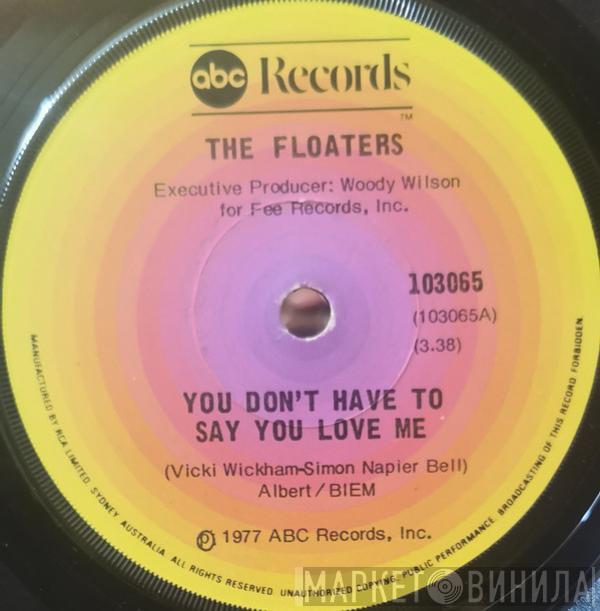 abc Records
TM
THE FLOATERS
Executive Producer: Woody Wilson
for Fee Records, Inc.
103065
(103065A)
(3.38)
YOU DON'T HAVE TO
SAY YOU LOVE ME
(Vicki Wickham-Simon Napier Bell)
Albert/BIEM
℗ 1977 ABC Records, Inc.
MANUFACTURED BY RCA LIMITED, SYDNEY AUSTRALIA. ALL RIGHTS RESERVED. UNAUTHORIZED COPYING, PUBLIC PERFORMANCE, BROADCASTING OF THIS RECORD FORBIDDEN.
МАРКЕТ ВИНИЛА